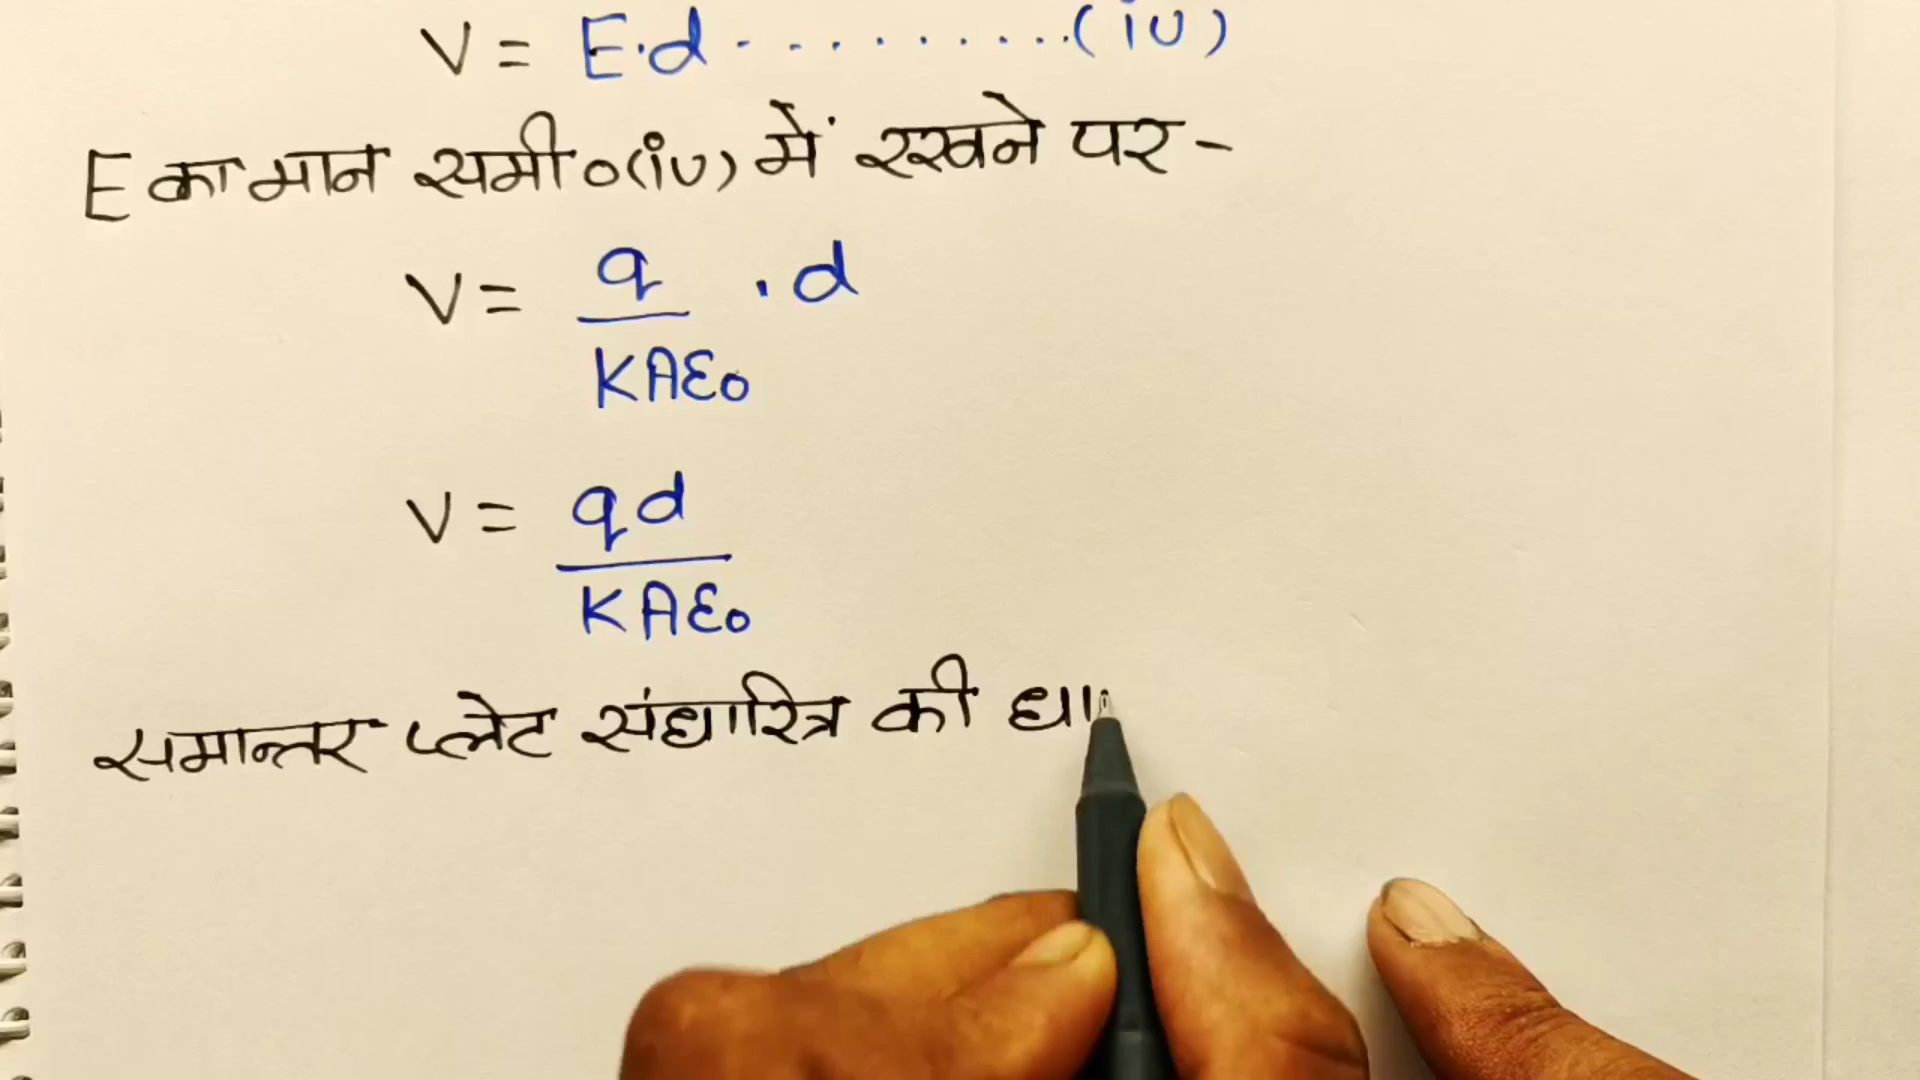 V = E.d ..........(iv)
E का मान समी०(iv) में रखने पर-
V = q/KAε₀ . d
V = qd/KAε₀
समान्तर प्लेट संधारित्र की धा